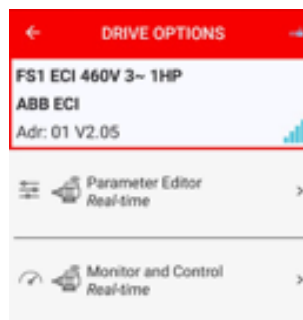 DRIVE OPTIONS
FS1 ECI 460V 3~ 1HP
ABB ECI
Adr: 01 V2.05
Parameter Editor
Real-time
Monitor and Control
Real-time